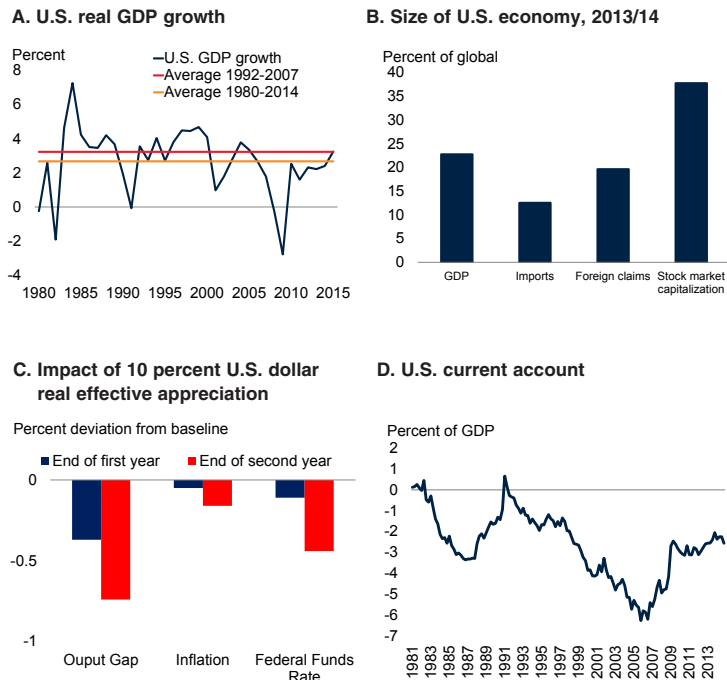 A. U.S. real GDP growth
Percent
8
6
4
2
0
-2
-4
U.S. GDP growth
Average 1992-2007
Average 1980-2014
1980 1985 1990 1995 2000 2005 2010 2015
B. Size of U.S. economy, 2013/14
Percent of global
40
35
30
25
20
15
10
5
0
GDP
Imports
Foreign claims
Stock market
capitalization
C. Impact of 10 percent U.S. dollar
real effective appreciation
Percent deviation from baseline
End of first year
End of second year
0
-0.5
-1
Ouput Gap
Inflation
Federal Funds
Rate
D. U.S. current account
Percent of GDP
2
1
0
-1
-2
-3
-4
-5
-6
-7
1981
1983
1985
1987
1989
1991
1993
1995
1997
1999
2001
2003
2005
2007
2009
2011
2013